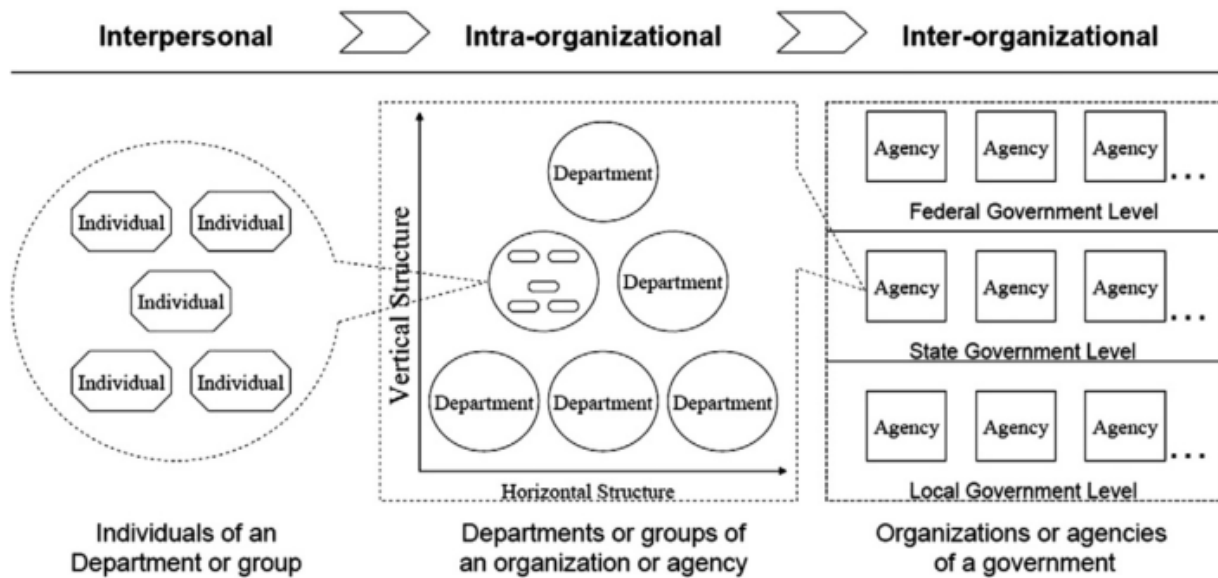 Interpersonal
Intra-organizational
Inter-organizational
Individual
Individual
Individual
Individual
Individual
Vertical Structure
Department
Department
Department
Department
Department
Horizontal Structure
Agency
Agency
Agency
...
Federal Government Level
Agency
Agency
Agency
...
State Government Level
Agency
Agency
Agency
...
Local Government Level
Individuals of an
Department or group
Departments or groups of
an organization or agency
Organizations or agencies
of a government